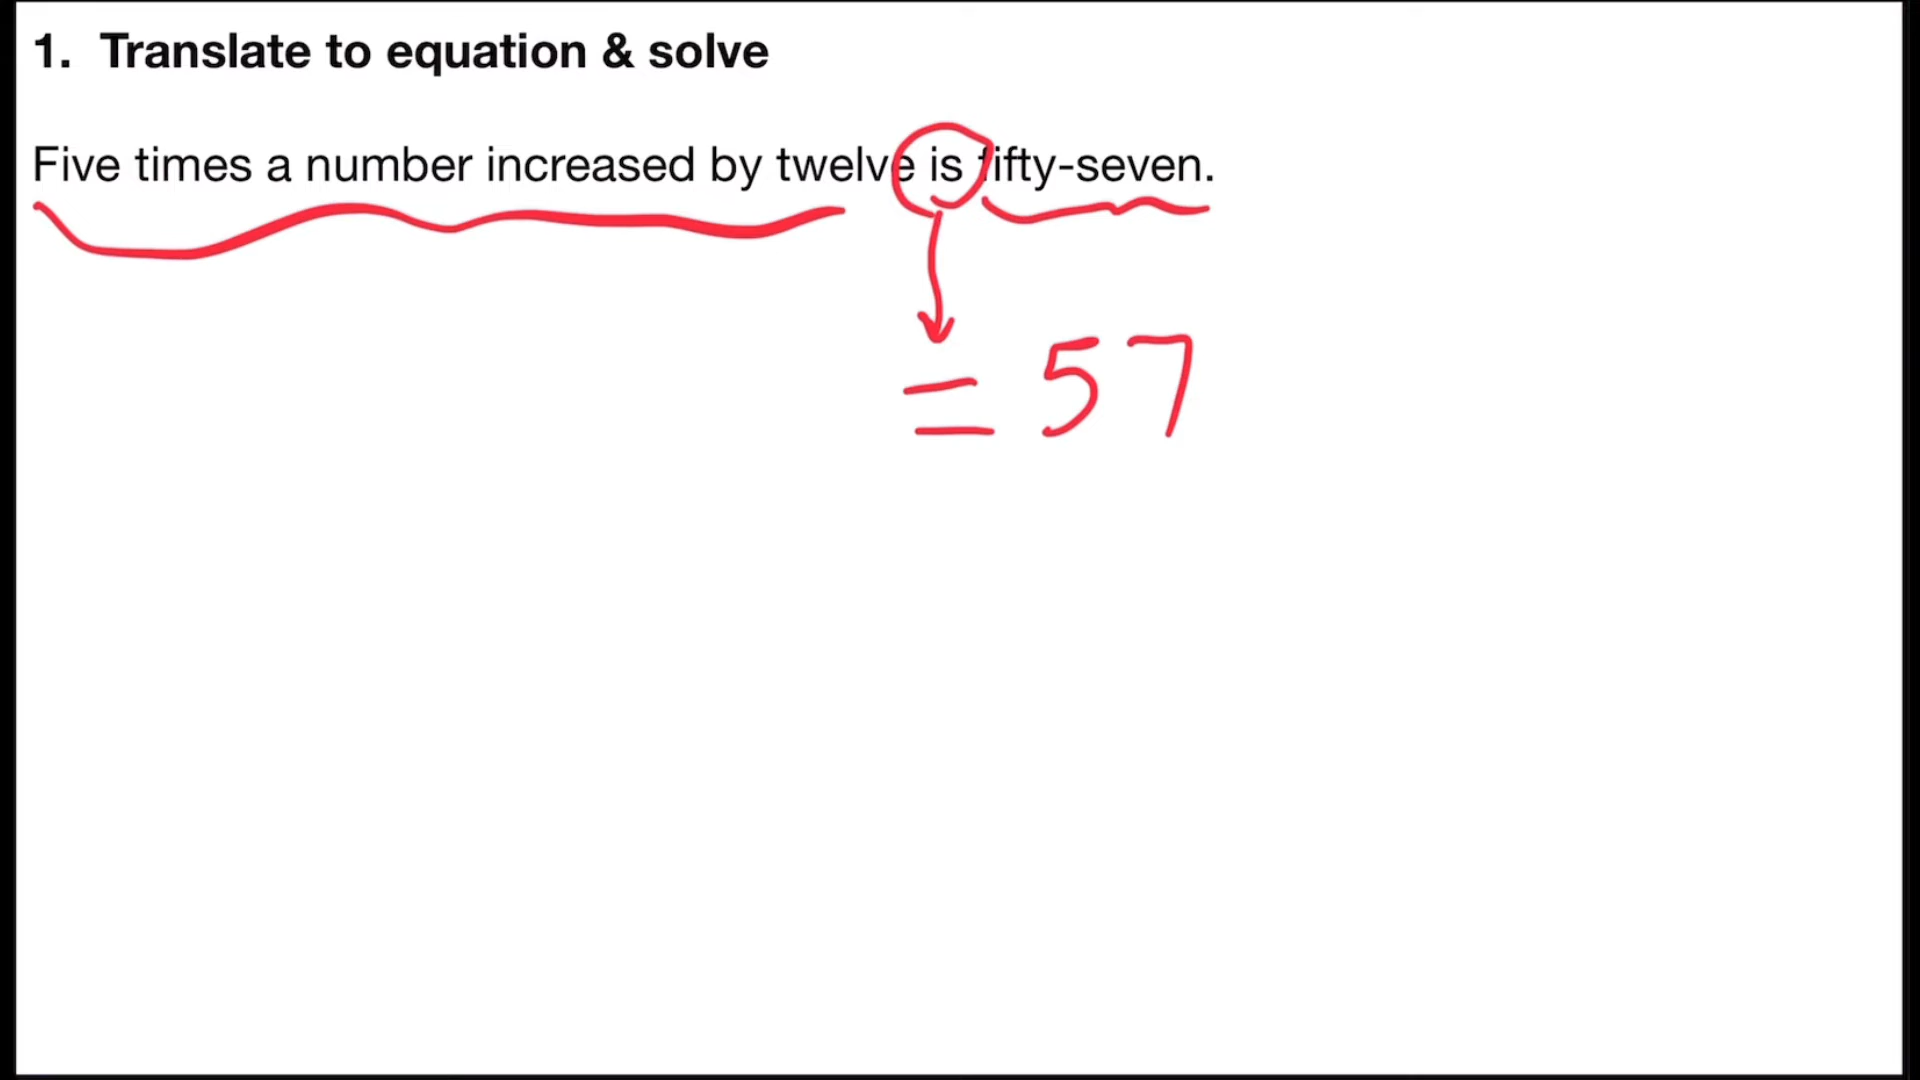 1. Translate to equation & solve
Five times a number increased by twelve is fifty-seven.
= 57